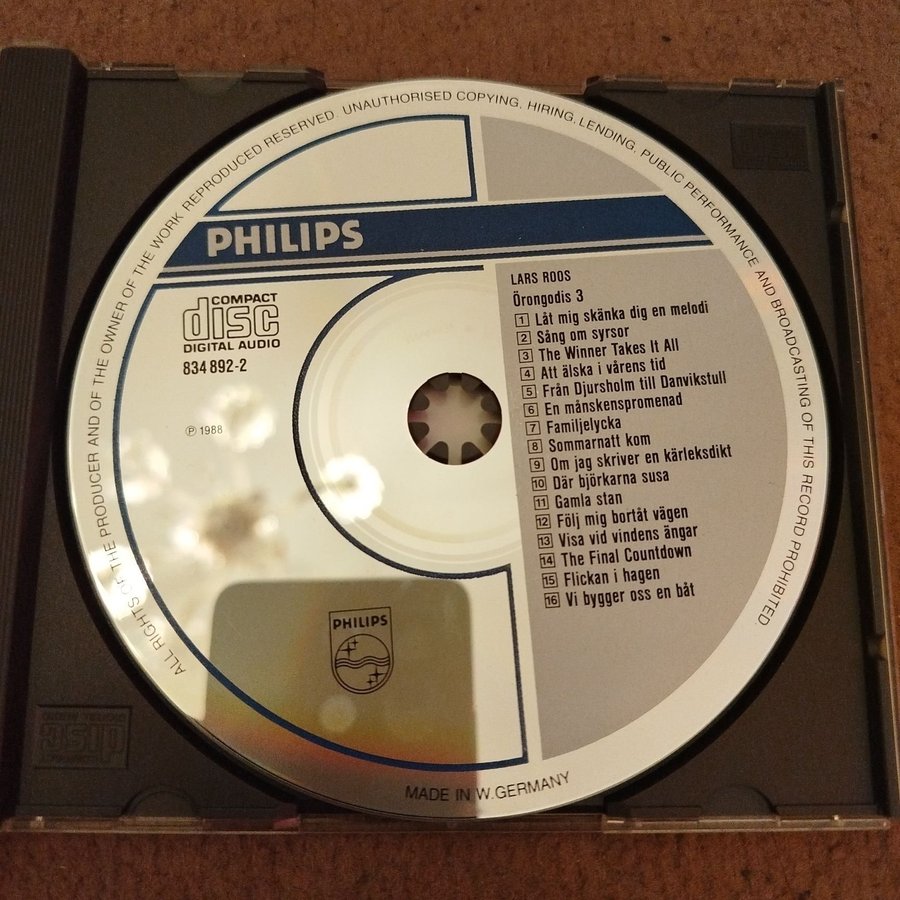 ALL RIGHTS OF THE PRODUCER AND OF THE OWNER OF THE WORK REPRODUCED RESERVED. UNAUTHORISED COPYING, HIRING, LENDING, PUBLIC PERFORMANCE AND BROADCASTING OF THIS RECORD PROHIBITED
PHILIPS
COMPACT
disc
DIGITAL AUDIO
834 892-2
℗ 1988
LARS ROOS
Örongodis 3
1 Låt mig skänka dig en melodi
2 Sång om syrsor
3 The Winner Takes It All
4 Att älska i vårens tid
5 Från Djursholm till Danvikstull
6 En månskenspromenad
7 Familjelycka
8 Sommarnatt kom
9 Om jag skriver en kärleksdikt
10 Där björkarna susa
11 Gamla stan
12 Följ mig bortåt vägen
13 Visa vid vindens ängar
14 The Final Countdown
15 Flickan i hagen
16 Vi bygger oss en båt
PHILIPS
MADE IN W.GERMANY